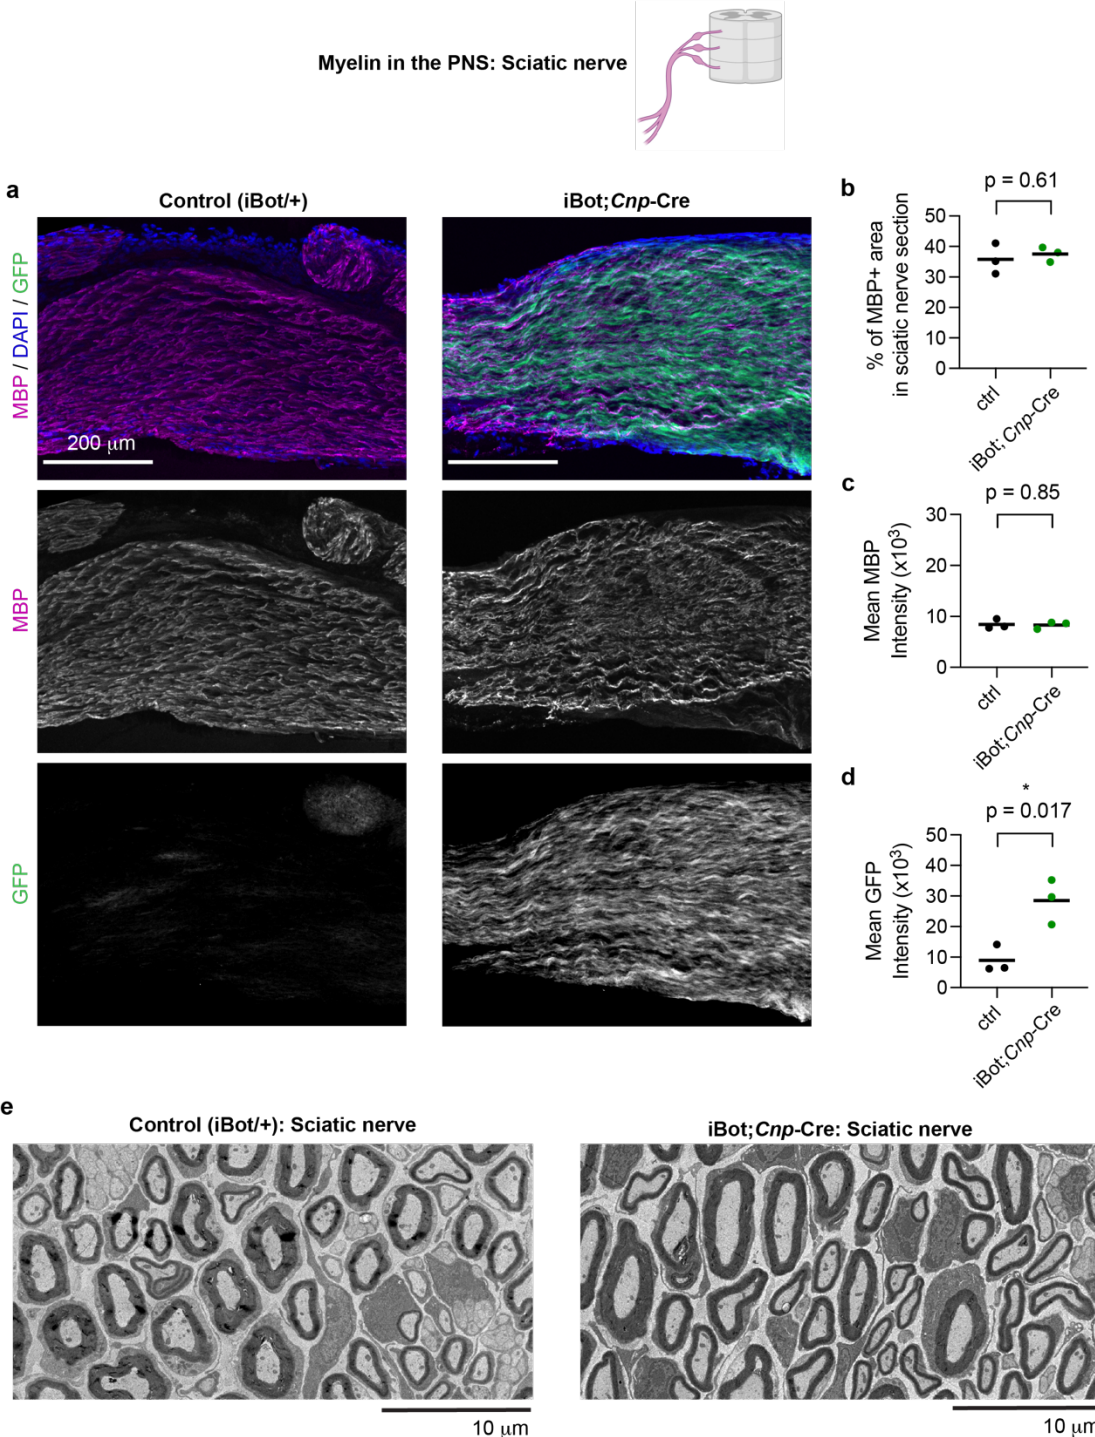 Myelin in the PNS: Sciatic nerve
a
Control (iBot/+)
iBot;Cnp-Cre
MBP / DAPI / GFP
200 μm
MBP
GFP
b
p = 0.61
% of MBP+ area
in sciatic nerve section
50
40
30
20
10
0
ctrl
iBot; Cnp-Cre
c
p = 0.85
Mean MBP
Intensity (x10³)
30
20
10
0
ctrl
iBot;Cnp-Cre
d
*
p = 0.017
Mean GFP
Intensity (x10³)
50
40
30
20
10
0
ctrl
iBot;Cnp-Cre
e
Control (iBot/+): Sciatic nerve
iBot;Cnp-Cre: Sciatic nerve
10 μm
10 μm